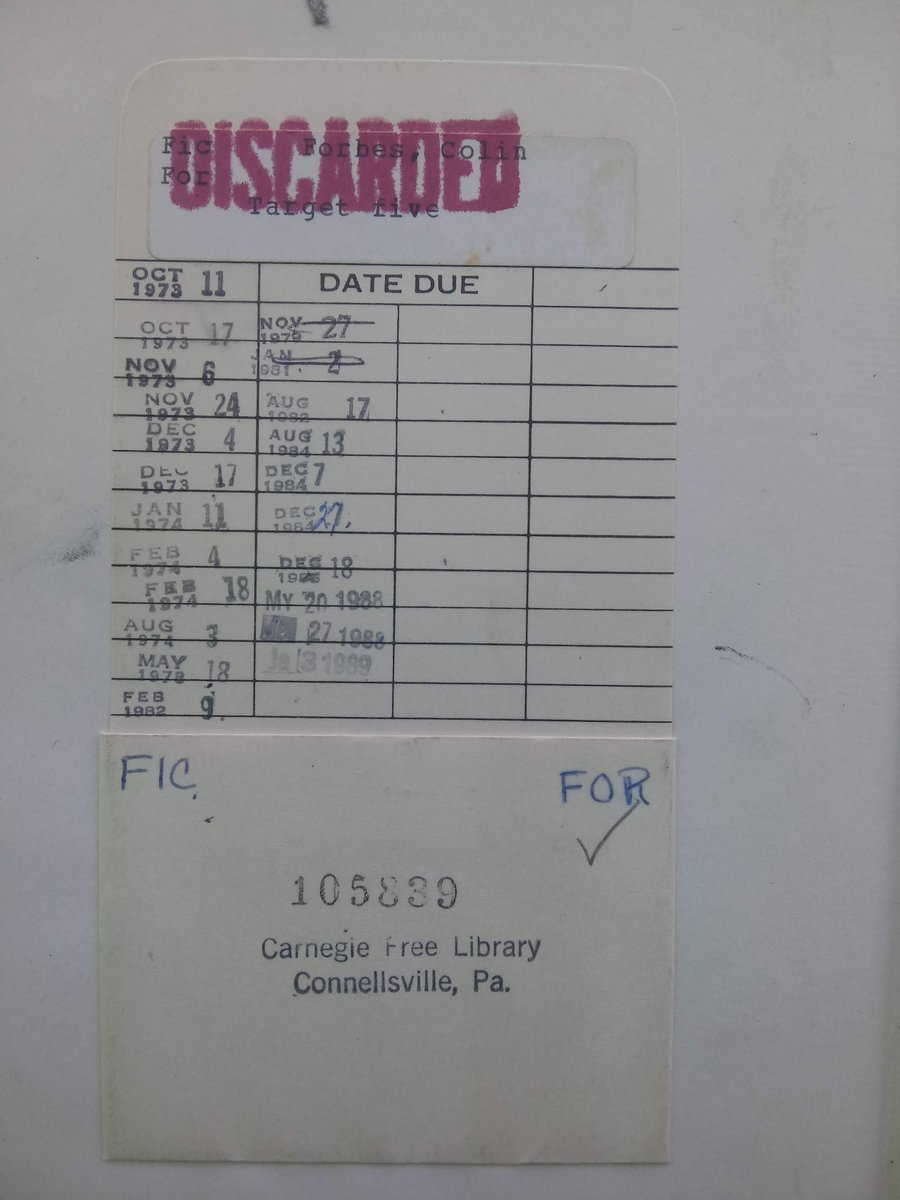 DISCARDED
Fic Forbes, Colin
For
Target five
DATE DUE
OCT 1973 11
OCT 1973 17
NOV 1973 6
NOV 1973 24
DEC 1973 4
DEC 1973 17
JAN 1974 11
FEB 1974 4
FEB 1974 18
AUG 1974 3
MAY 1978 18
FEB 1982 9
NOV 1979 27
JAN 1981 2
AUG 1982 17
AUG 1984 13
DEC 1984 7
DEC 1984 27.
DEC 18
MY 20 1988
27 1988
Ja 3 1989
FIC FOR
105839
Carnegie Free Library
Connellsville, Pa.